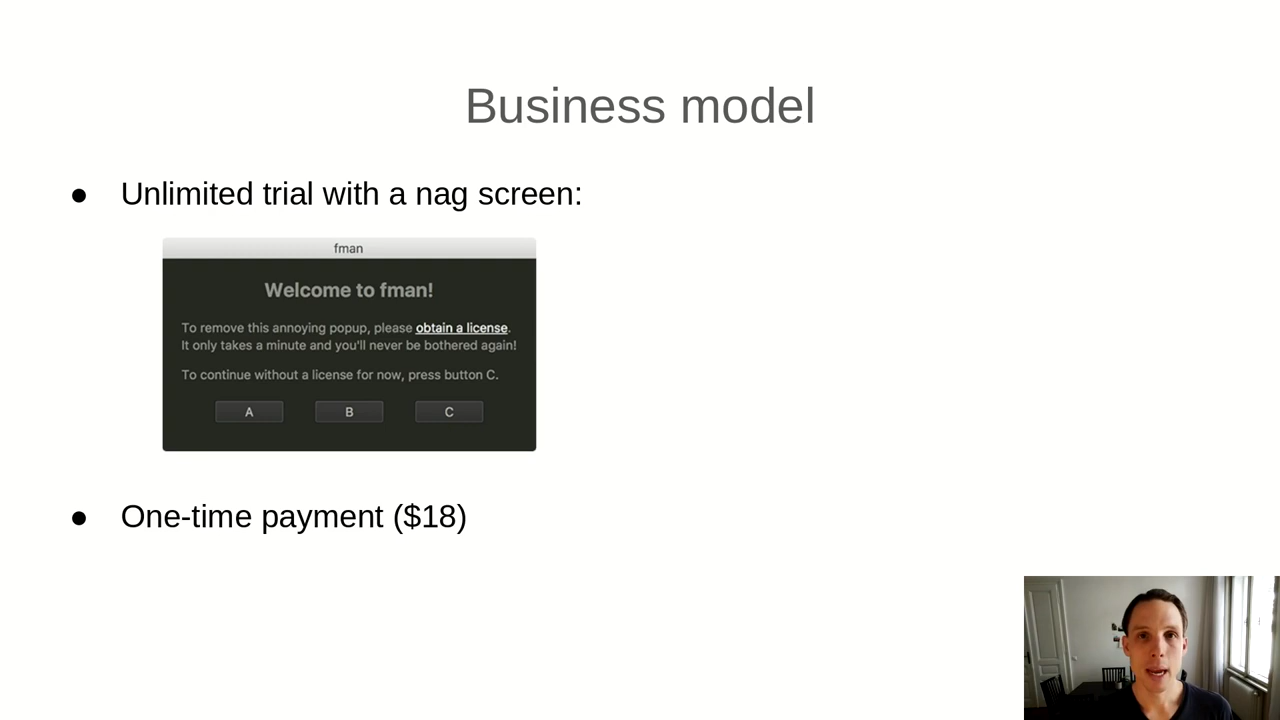 Business model
● Unlimited trial with a nag screen:
fman
Welcome to fman!
To remove this annoying popup, please obtain a license.
It only takes a minute and you'll never be bothered again!
To continue without a license for now, press button C.
A B C
● One-time payment ($18)